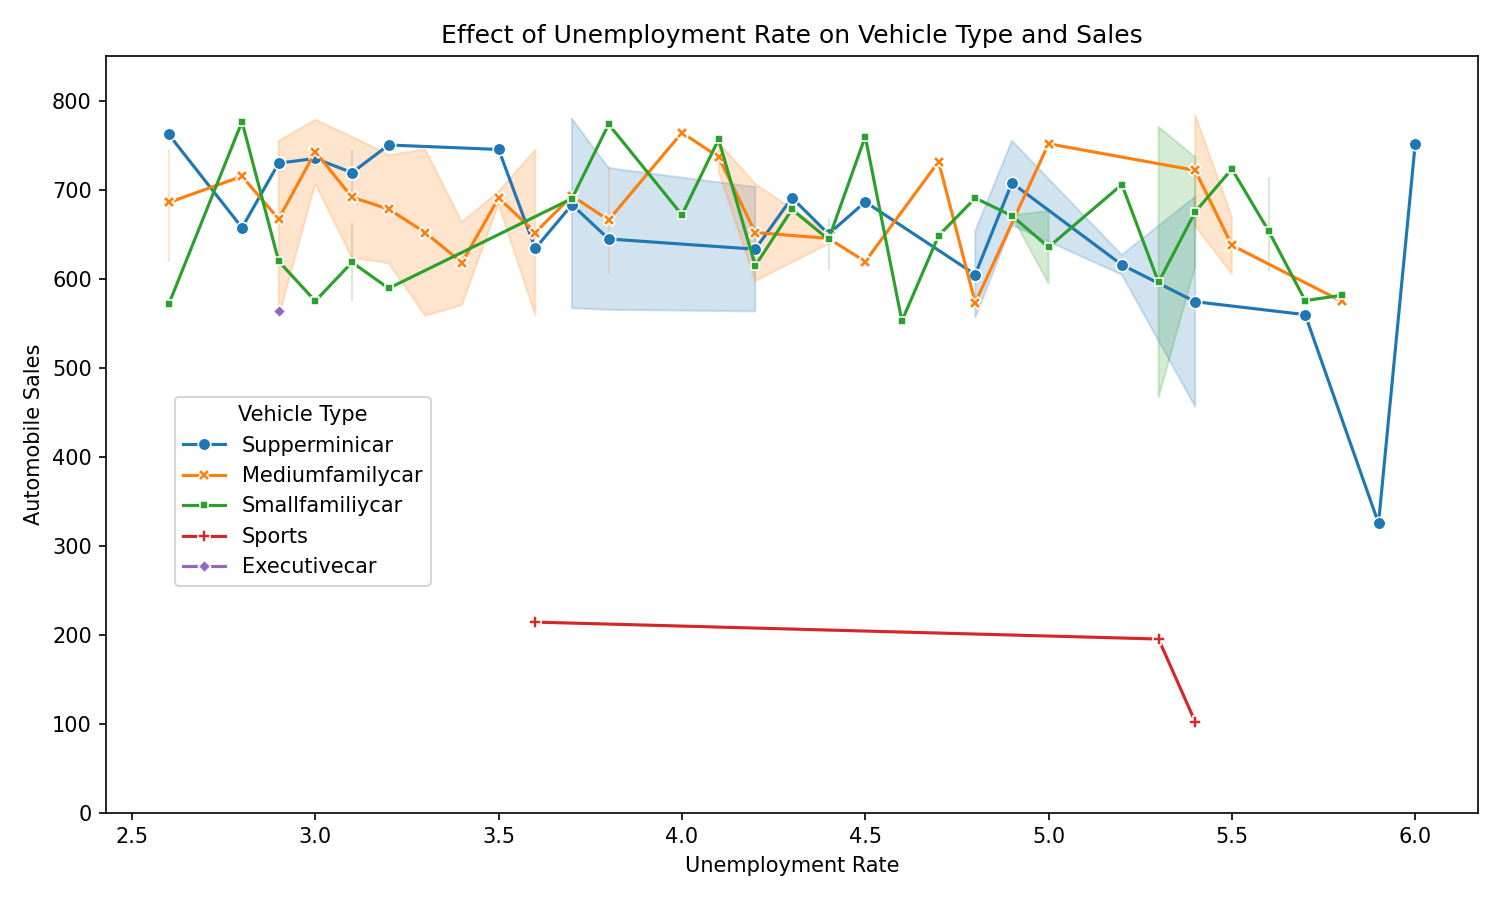 Effect of Unemployment Rate on Vehicle Type and Sales
Automobile Sales
800
700
600
500
400
300
200
100
0
Vehicle Type
Supperminicar
Mediumfamilycar
Smallfamiliycar
Sports
Executivecar
2.5 3.0 3.5 4.0 4.5 5.0 5.5 6.0
Unemployment Rate